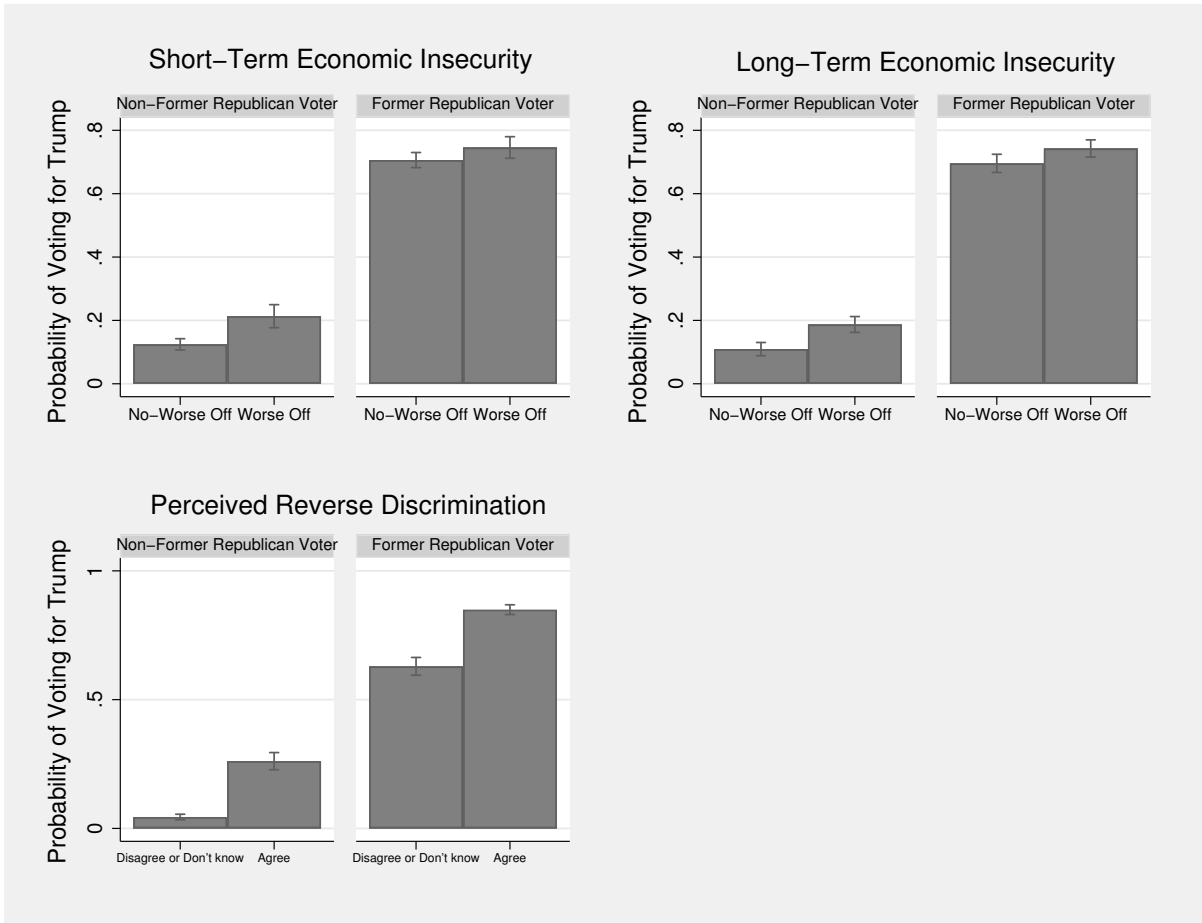 Short−Term Economic Insecurity
Non−Former Republican Voter
Former Republican Voter
Probability of Voting for Trump
.8
.6
.4
.2
0
No−Worse Off
Worse Off
No−Worse Off
Worse Off
Long−Term Economic Insecurity
Non−Former Republican Voter
Former Republican Voter
Probability of Voting for Trump
.8
.6
.4
.2
0
No−Worse Off
Worse Off
No−Worse Off
Worse Off
Perceived Reverse Discrimination
Non−Former Republican Voter
Former Republican Voter
Probability of Voting for Trump
1
.5
0
Disagree or Don't know
Agree
Disagree or Don't know
Agree